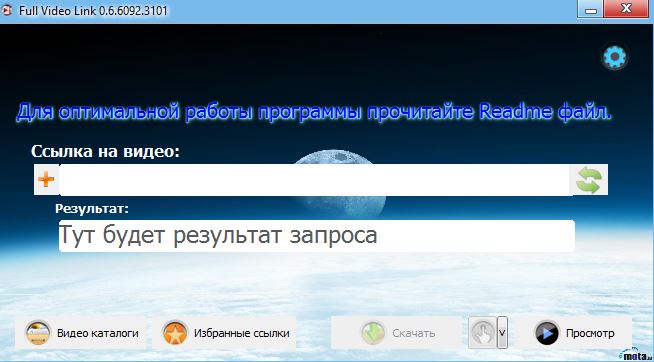 Full Video Link 0.6.6092.3101
Для оптимальной работы программы прочитайте Readme файл.
Ссылка на видео:
Результат:
Тут будет результат запроса
Видео каталоги
Избранные ссылки
Скачать
v
Просмотр